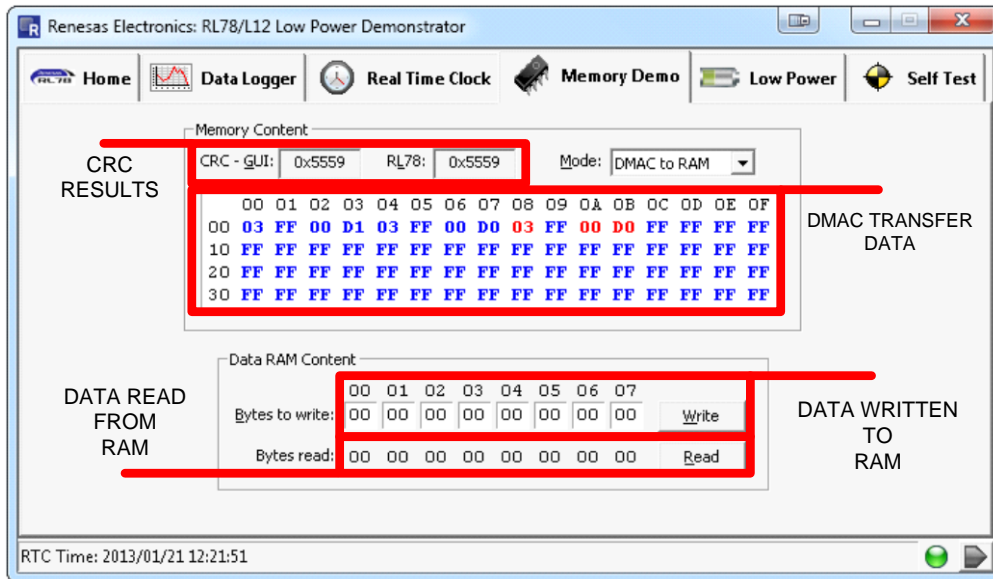 Renesas Electronics: RL78/L12 Low Power Demonstrator
RL78 Home Data Logger Real Time Clock Memory Demo Low Power Self Test
Memory Content
CRC RESULTS
CRC - GUI: 0x5559 RL78: 0x5559 Mode: DMAC to RAM
00 01 02 03 04 05 06 07 08 09 0A 0B 0C 0D 0E 0F
00 03 FF 00 D1 03 FF 00 D0 03 FF 00 D0 FF FF FF FF
10 FF FF FF FF FF FF FF FF FF FF FF FF FF FF FF FF
20 FF FF FF FF FF FF FF FF FF FF FF FF FF FF FF FF
30 FF FF FF FF FF FF FF FF FF FF FF FF FF FF FF FF
DMAC TRANSFER
DATA
Data RAM Content
00 01 02 03 04 05 06 07
Bytes to write: 00 00 00 00 00 00 00 00 Write
Bytes read: 00 00 00 00 00 00 00 00 Read
DATA READ
FROM
RAM
DATA WRITTEN
TO
RAM
RTC Time: 2013/01/21 12:21:51